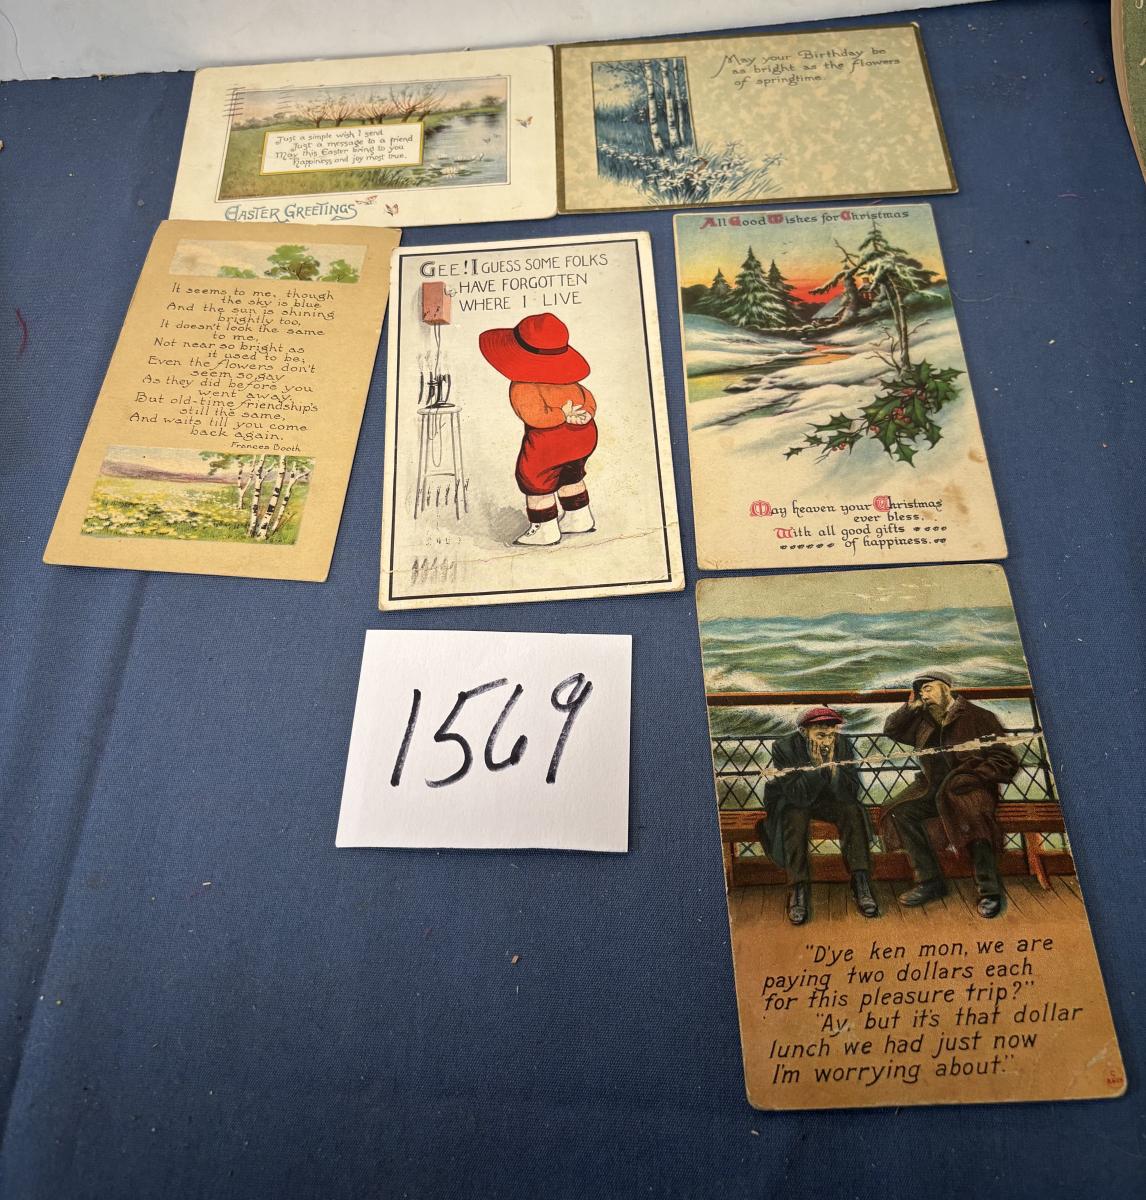 Just a simple wish I send
Just a message to a friend
May this Easter bring to you
Happiness and joy most true.
EASTER GREETINGS
May your Birthday be
as bright as the flowers
of springtime.
It seems to me, though
the sky is blue
And the sun is shining
brightly too,
It doesn't look the same
to me,
Not near so bright as
it used to be;
Even the flowers don't
seem so gay
As they did before you
went away.
But old-time friendship's
still the same,
And waits till you come
back again.
Frances Booth
GEE! I GUESS SOME FOLKS
HAVE FORGOTTEN
WHERE I LIVE
All Good Wishes for Christmas
May heaven your Christmas
ever bless,
With all good gifts
of happiness.
1569
"D'ye ken mon, we are
paying two dollars each
for this pleasure trip?"
"Ay, but it's that dollar
lunch we had just now
I'm worrying about."